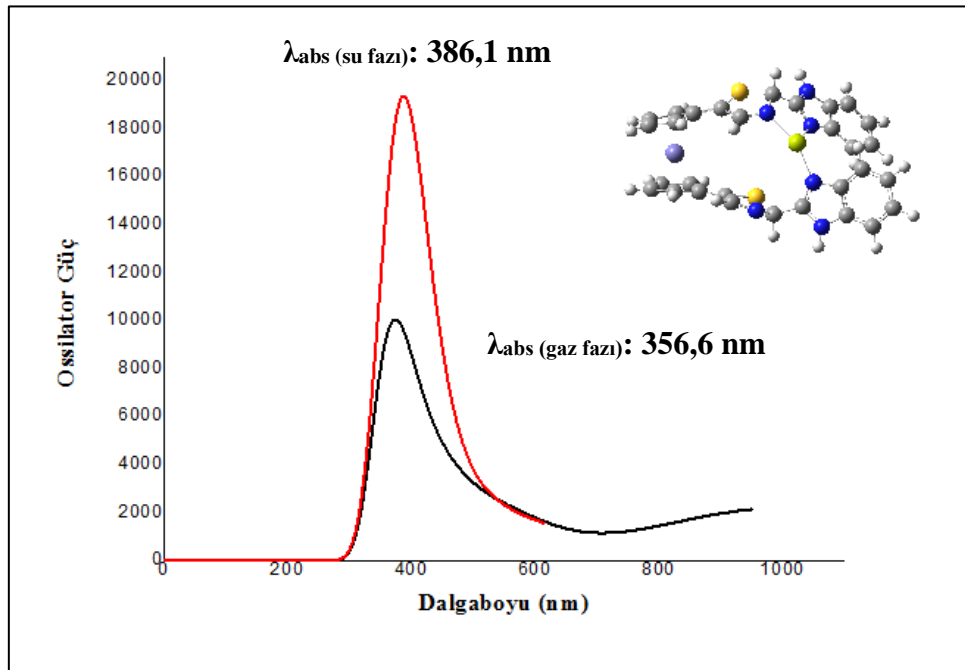 λabs (su fazı): 386,1 nm
λabs (gaz fazı): 356,6 nm
Ossilator Güç
20000
18000
16000
14000
12000
10000
8000
6000
4000
2000
0
0 200 400 600 800 1000
Dalgaboyu (nm)